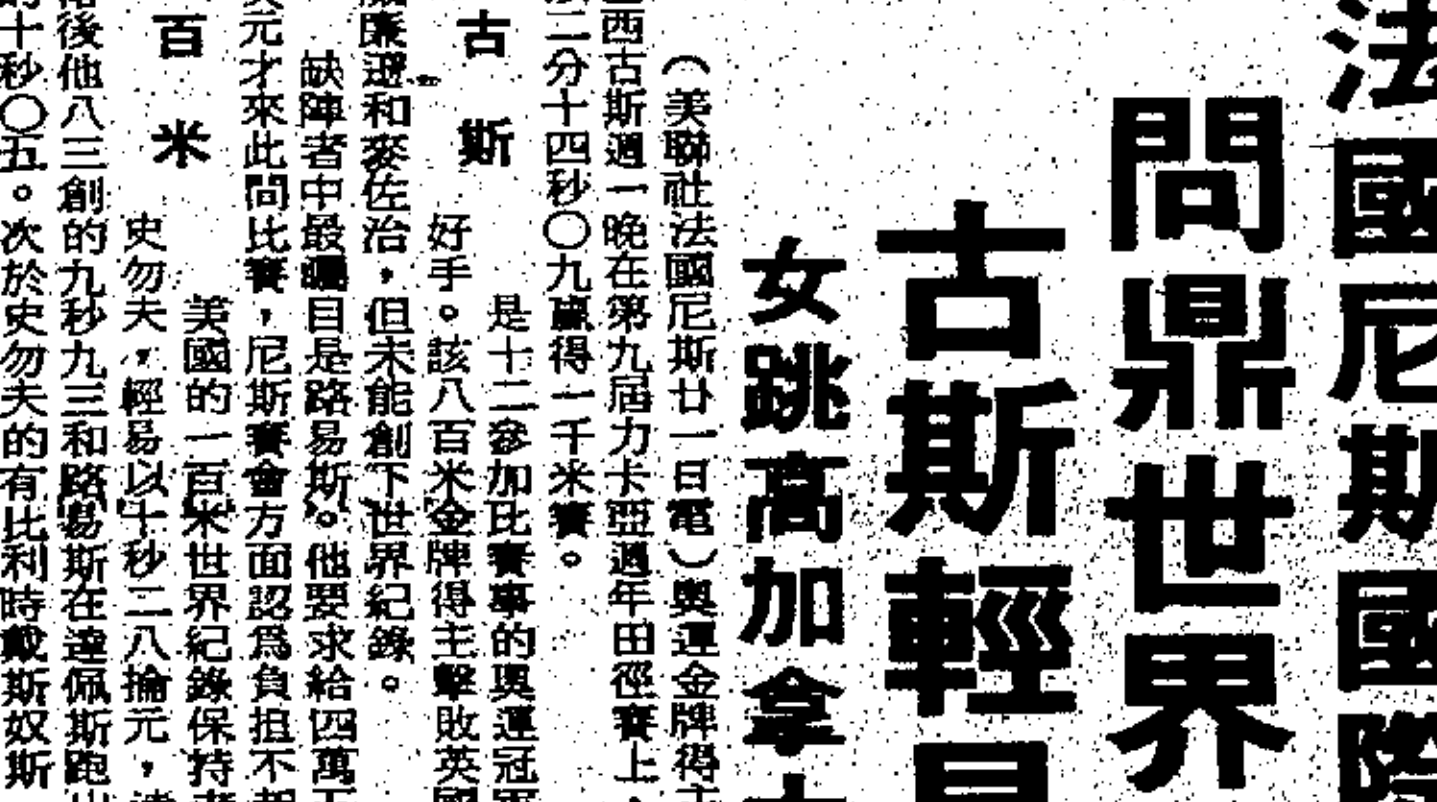 法國尼斯國際
問鼎世界
古斯輕易
女跳高加拿大
（美聯社法國尼斯廿一日電）奧運金牌得主
巴西古斯週一晚在第九屆力卡亞週年田徑賽上，
二分十四秒〇九贏得一千米賽。
古斯
是十二參加比賽事的奧運冠軍
好手。該八百米金牌得主擊敗英國
和麥佐治，但未能創下世界紀錄。
缺陣者中最矚目是路易斯。他要求給四萬
元才來此間比賽，尼斯賽會方面認爲負担不起
百米
美國的一百米世界紀錄保持者
史勿夫，輕易以十秒二八掄元，
後他八三創的九秒九三和路易斯在達佩斯跑出
的十秒〇五。次於史勿夫的有比利時戴斯奴斯